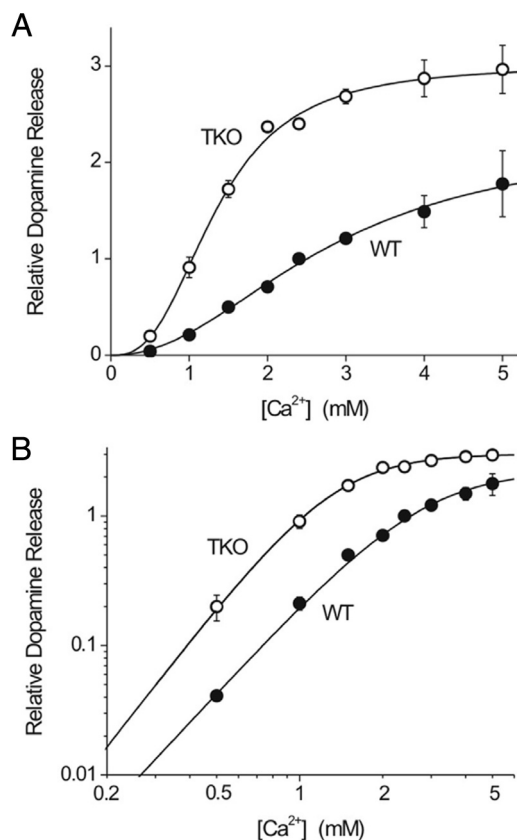 A
Relative Dopamine Release
3
2
1
0
TKO
WT
0 1 2 3 4 5
[Ca²⁺] (mM)
B
Relative Dopamine Release
1
0.1
0.01
TKO
WT
0.2 0.5 1 2 5
[Ca²⁺] (mM)